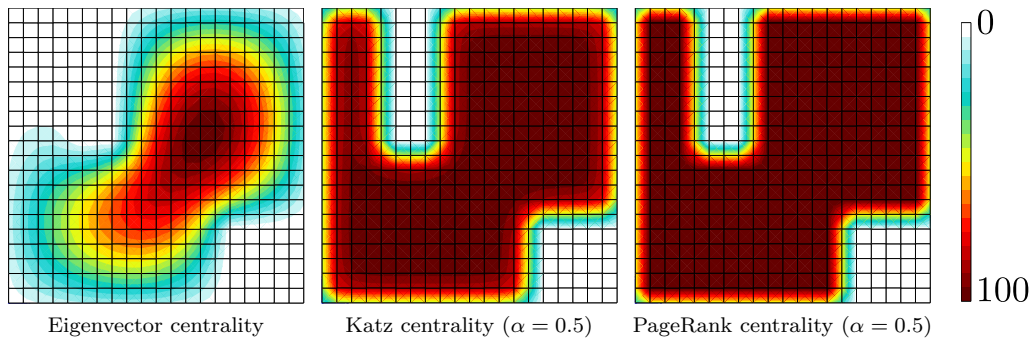 0
100
Eigenvector centrality
Katz centrality (α = 0.5)
PageRank centrality (α = 0.5)